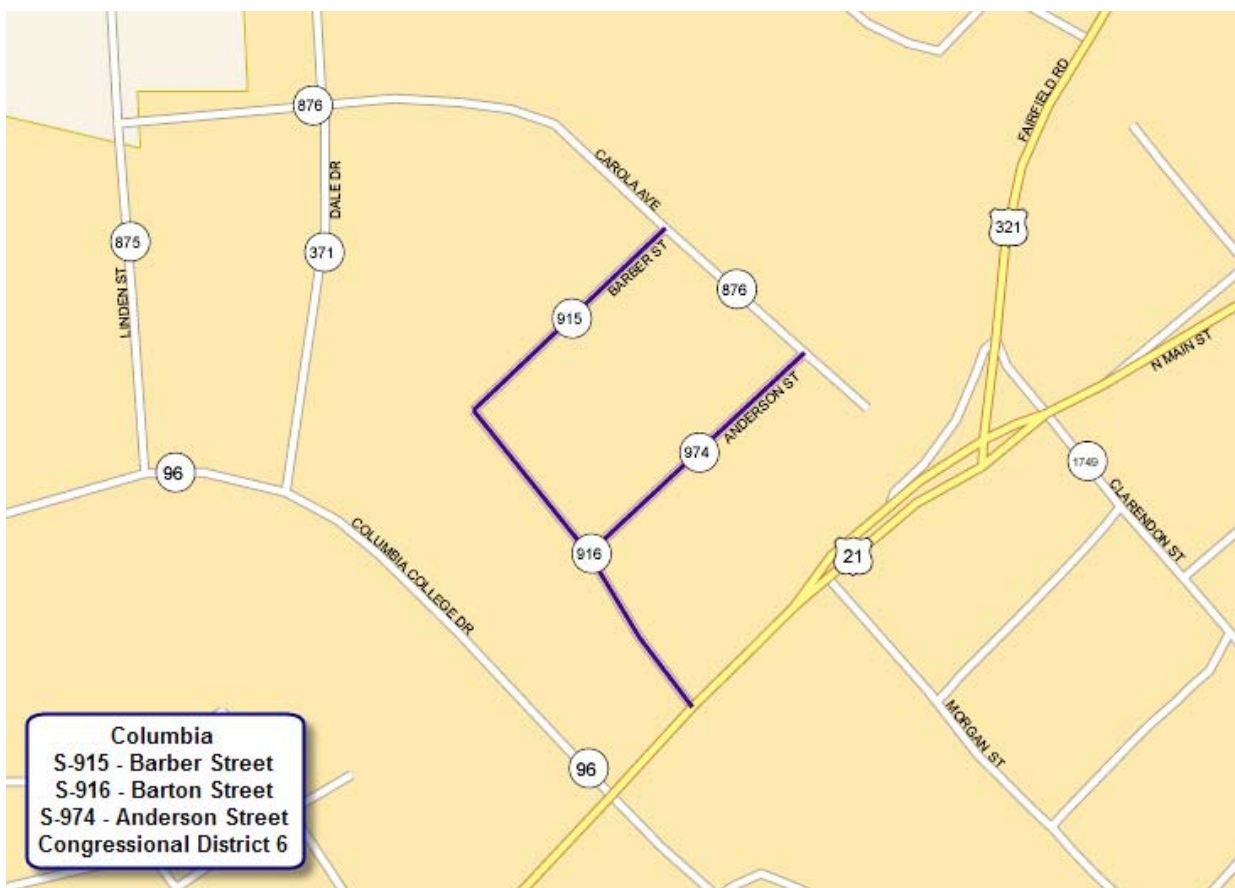 876
CAROLA AVE
FAIRFIELD RD
DALE DR
875
371
321
LINDEN ST
BARBER ST
876
915
N MAIN ST
ANDERSON ST
974
96
1749
CLARENDON ST
COLUMBIA COLLEGE DR
916
21
MORGAN ST
96
Columbia
S-915 - Barber Street
S-916 - Barton Street
S-974 - Anderson Street
Congressional District 6